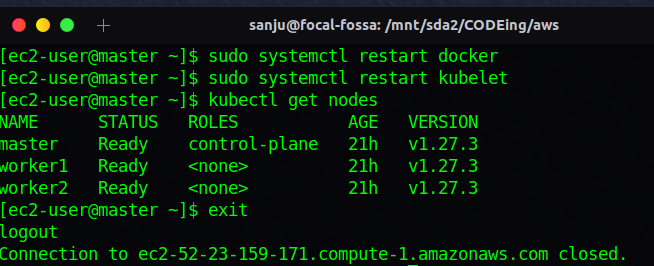 sanju@focal-fossa: /mnt/sda2/CODEing/aws
[ec2-user@master ~]$ sudo systemctl restart docker
[ec2-user@master ~]$ sudo systemctl restart kubelet
[ec2-user@master ~]$ kubectl get nodes
NAME      STATUS   ROLES           AGE   VERSION
master    Ready    control-plane   21h   v1.27.3
worker1   Ready    <none>          21h   v1.27.3
worker2   Ready    <none>          21h   v1.27.3
[ec2-user@master ~]$ exit
logout
Connection to ec2-52-23-159-171.compute-1.amazonaws.com closed.